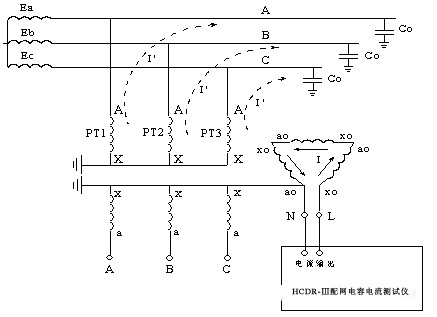 Ea
A
Eb
B
Co
Ec
C
Co
I'
I'
Co
I'
A
A
A
PT1
PT2
PT3
X
X
X
ao
xo
xo
I
ao
x
x
x
ao
xo
a
a
a
N
L
A
B
C
电流输出
HCDR-Ⅲ配网电容电流测试仪